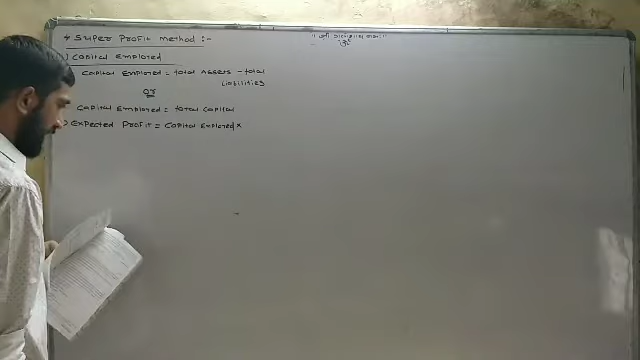 * Super Profit Method :-
) Capital Employed
Capital Employed = total Assets - total
Liabilities
Or
Capital Employed = total Capital
) Expected Profit = Capital Employed x